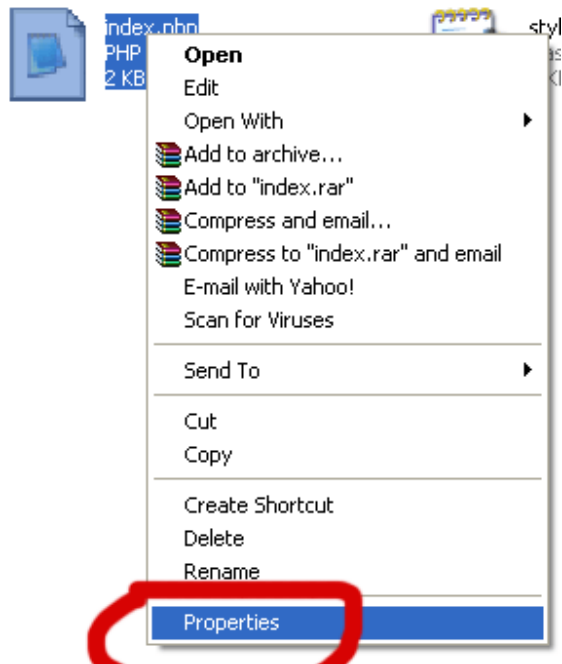 index.php
PHP
2 KB
styl
Open
Edit
Open With
Add to archive...
Add to "index.rar"
Compress and email...
Compress to "index.rar" and email
E-mail with Yahoo!
Scan for Viruses
Send To
Cut
Copy
Create Shortcut
Delete
Rename
Properties